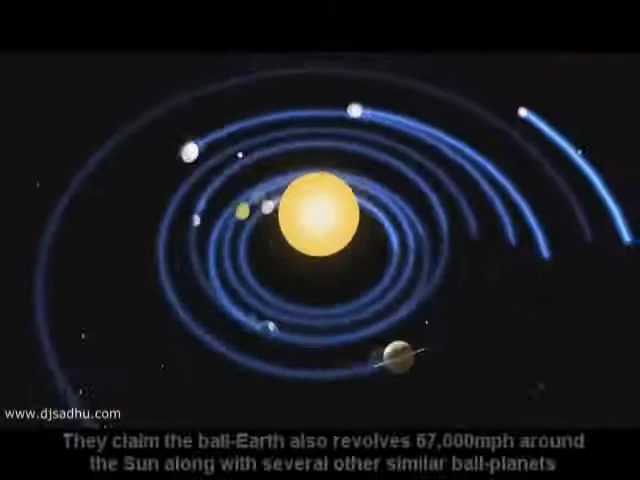 www.djsadhu.com
They claim the ball-Earth also revolves 67,000mph around
the Sun along with several other similar ball-planets